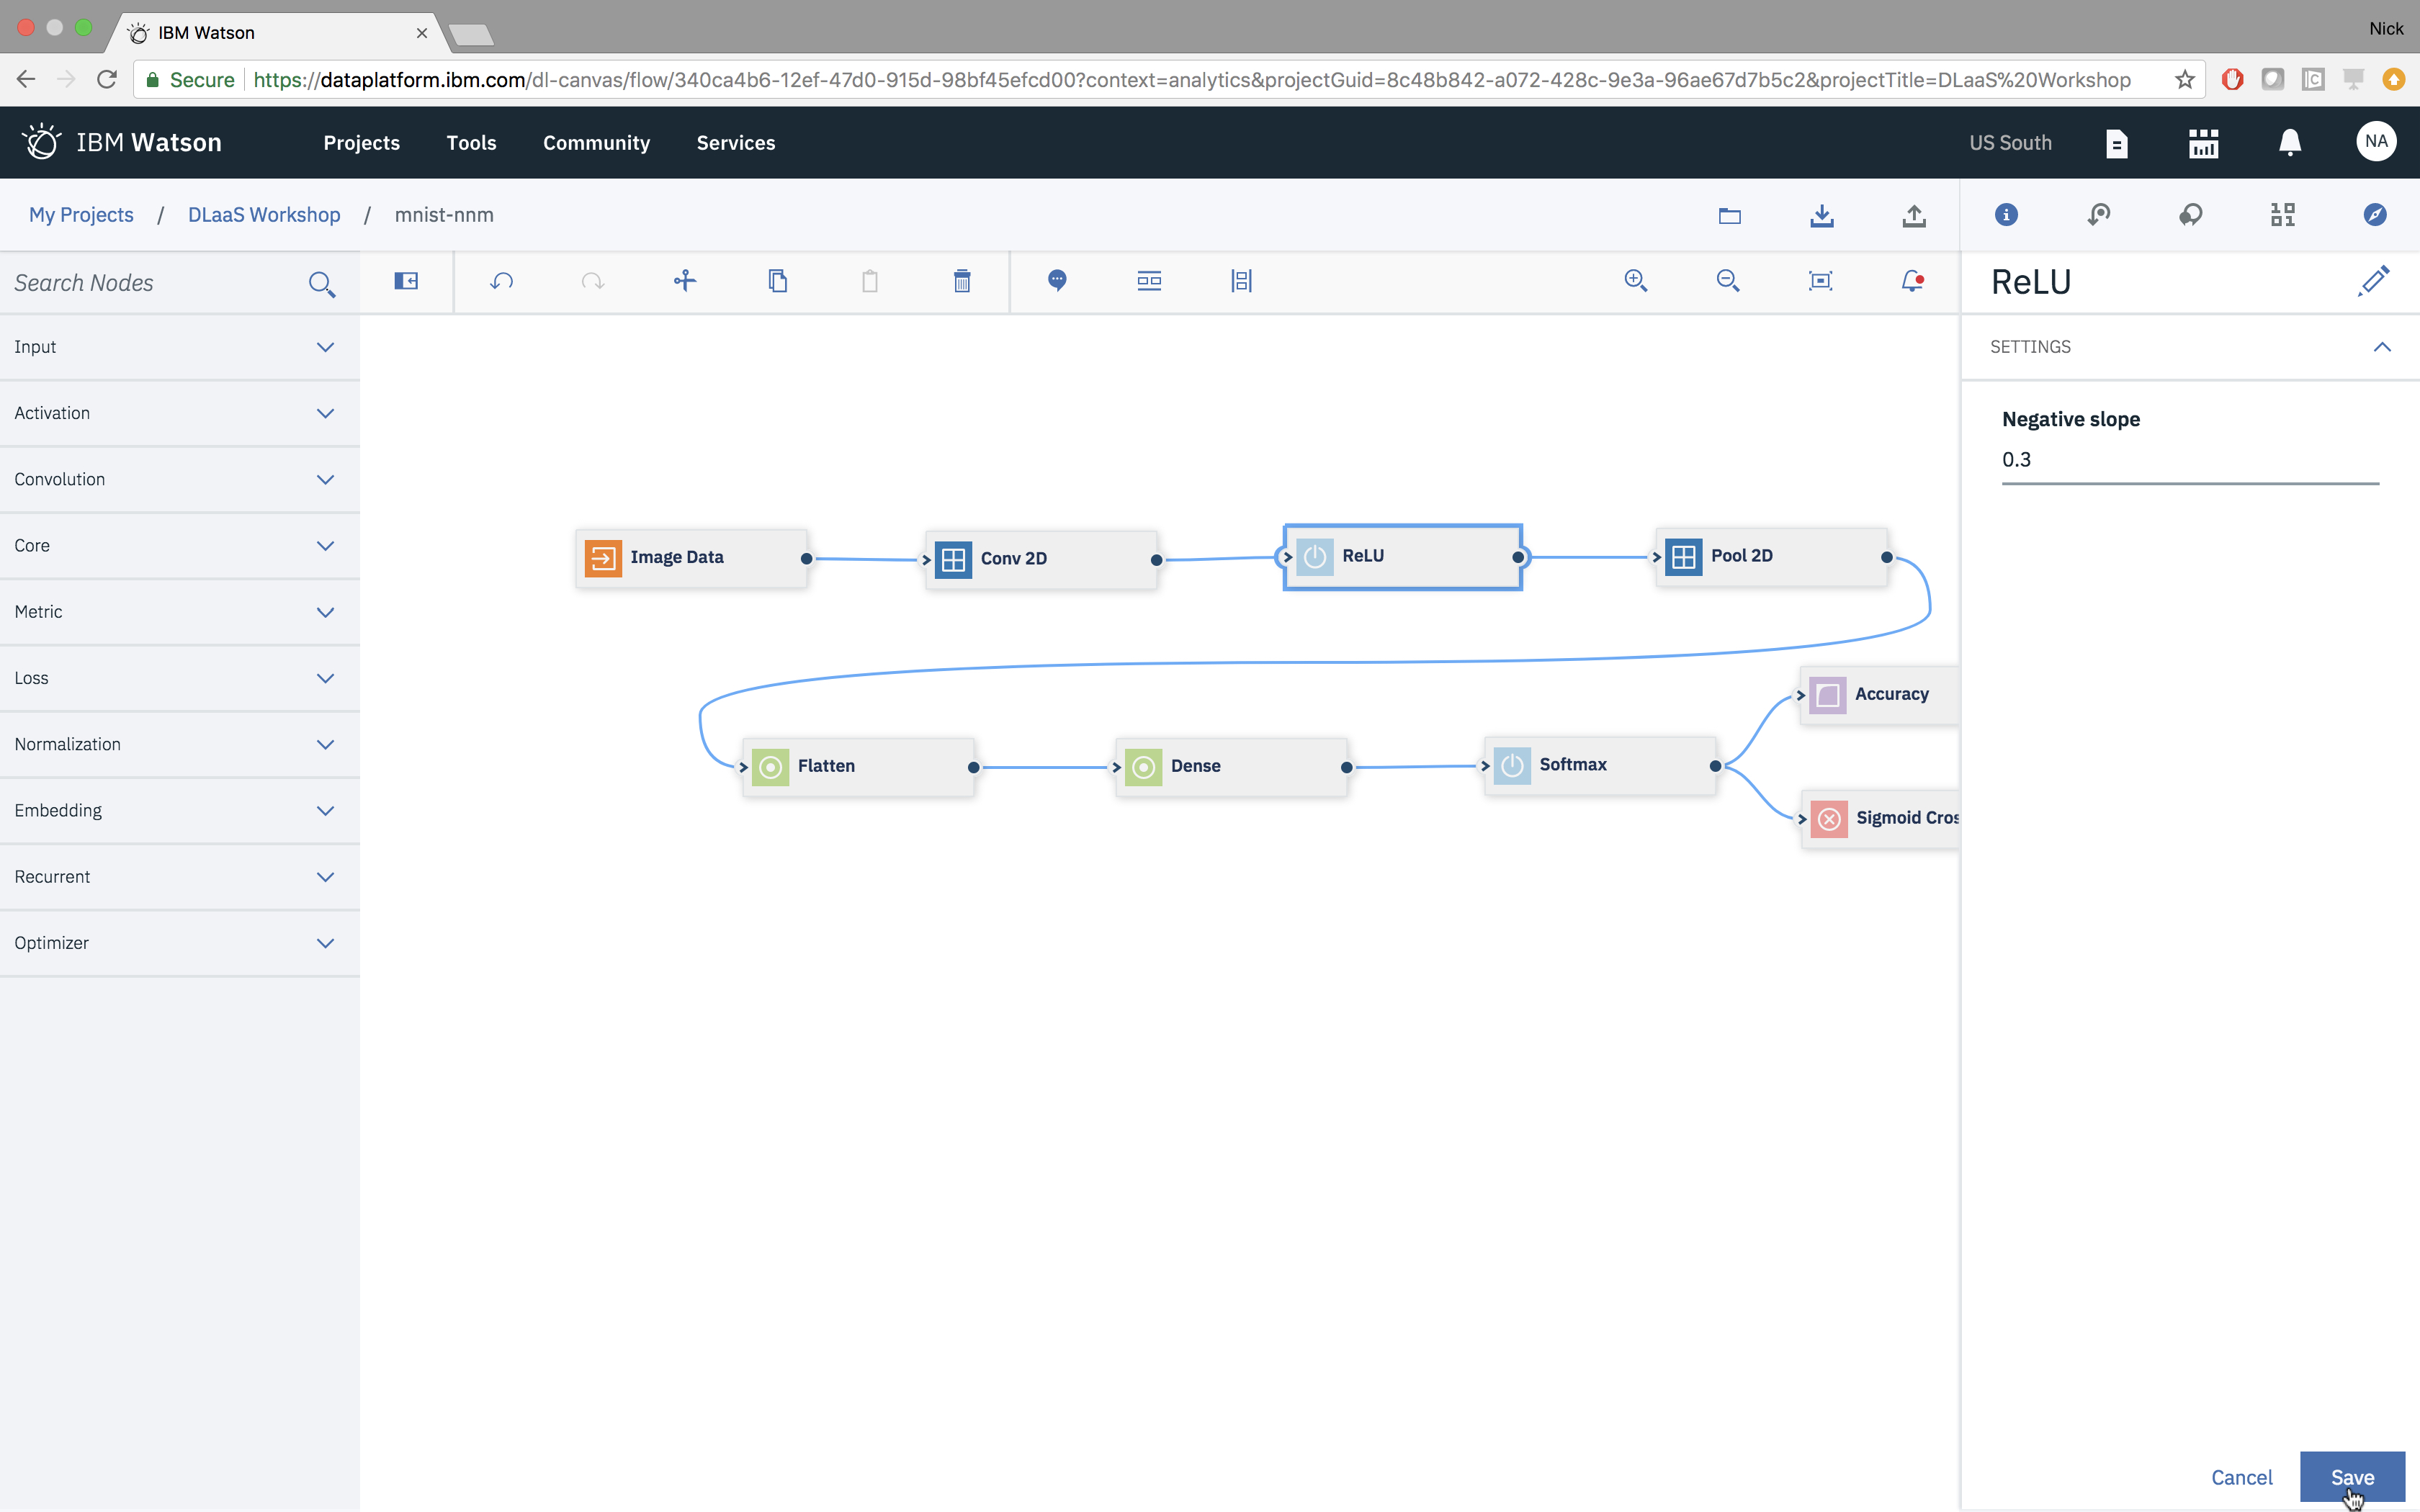 IBM Watson
Nick
Secure
https://dataplatform.ibm.com/dl-canvas/flow/340ca4b6-12ef-47d0-915d-98bf45efcd00?context=analytics&projectGuid=8c48b842-a072-428c-9e3a-96ae67d7b5c2&projectTitle=DLaaS%20Workshop
IBM Watson
Projects
Tools
Community
Services
US South
NA
My Projects / DLaaS Workshop / mnist-nnm
Search Nodes
ReLU
Input
SETTINGS
Activation
Negative slope
0.3
Convolution
Core
Metric
Loss
Normalization
Embedding
Recurrent
Optimizer
Image Data
Conv 2D
ReLU
Pool 2D
Accuracy
Flatten
Dense
Softmax
Sigmoid Cros
Cancel
Save